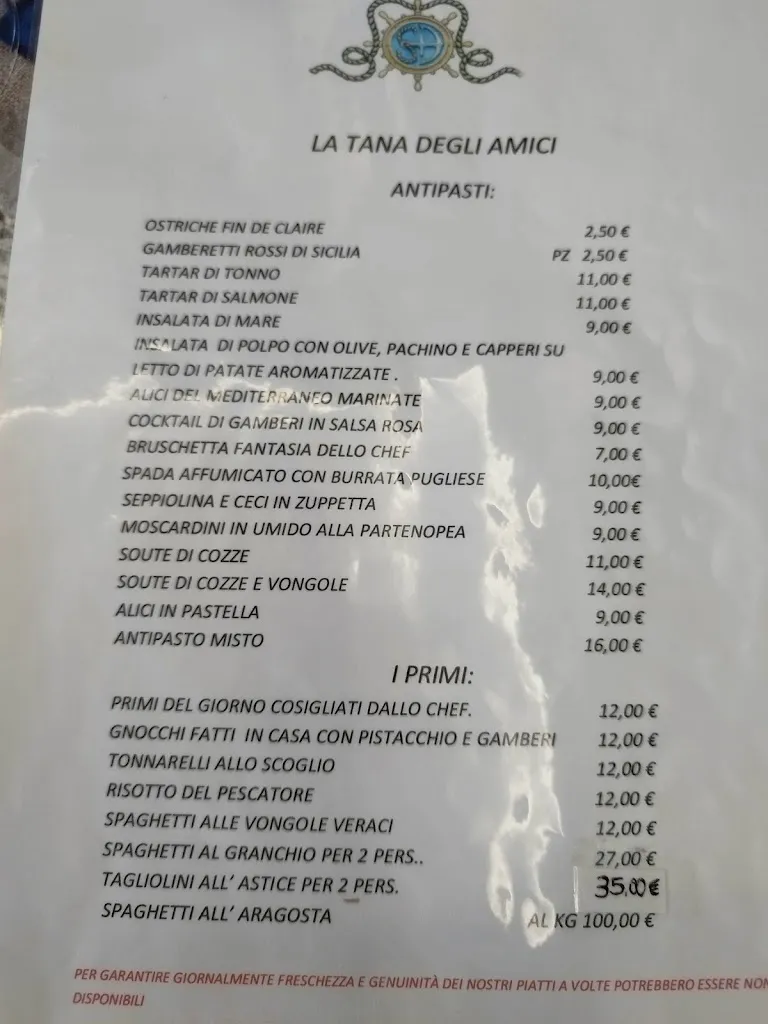 LA TANA DEGLI AMICI
ANTIPASTI:
OSTRICHE FIN DE CLAIRE 2,50 €
GAMBERETTI ROSSI DI SICILIA PZ 2,50 €
TARTAR DI TONNO 11,00 €
TARTAR DI SALMONE 11,00 €
INSALATA DI MARE 9,00 €
INSALATA DI POLPO CON OLIVE, PACHINO E CAPPERI SU
LETTO DI PATATE AROMATIZZATE . 9,00 €
ALICI DEL MEDITERRANEO MARINATE 9,00 €
COCKTAIL DI GAMBERI IN SALSA ROSA 9,00 €
BRUSCHETTA FANTASIA DELLO CHEF 7,00 €
SPADA AFFUMICATO CON BURRATA PUGLIESE 10,00€
SEPPIOLINA E CECI IN ZUPPETTA 9,00 €
MOSCARDINI IN UMIDO ALLA PARTENOPEA 9,00 €
SOUTE DI COZZE 11,00 €
SOUTE DI COZZE E VONGOLE 14,00 €
ALICI IN PASTELLA 9,00 €
ANTIPASTO MISTO 16,00 €
I PRIMI:
PRIMI DEL GIORNO COSIGLIATI DALLO CHEF. 12,00 €
GNOCCHI FATTI IN CASA CON PISTACCHIO E GAMBERI 12,00 €
TONNARELLI ALLO SCOGLIO 12,00 €
RISOTTO DEL PESCATORE 12,00 €
SPAGHETTI ALLE VONGOLE VERACI 12,00 €
SPAGHETTI AL GRANCHIO PER 2 PERS.. 27,00 €
TAGLIOLINI ALL' ASTICE PER 2 PERS. 35,00 €
SPAGHETTI ALL' ARAGOSTA AL KG 100,00 €
PER GARANTIRE GIORNALMENTE FRESCHEZZA E GENUINITÀ DEI NOSTRI PIATTI A VOLTE POTREBBERO ESSERE NON
DISPONIBILI